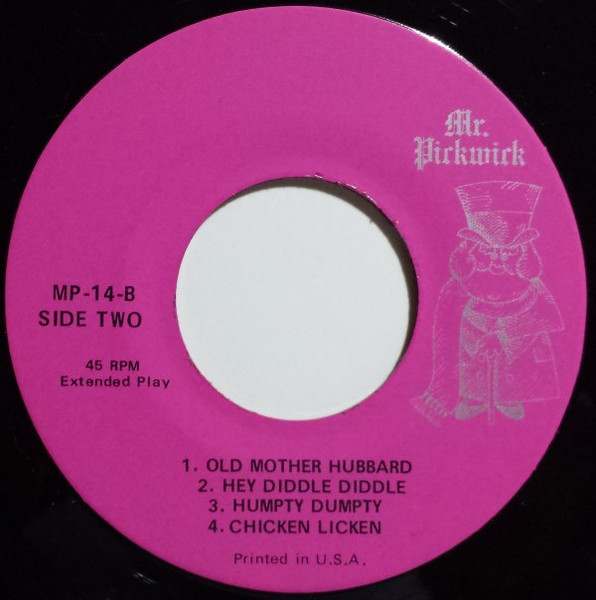 Mr.
Pickwick
MP-14-B
SIDE TWO
45 RPM
Extended Play
1. OLD MOTHER HUBBARD
2. HEY DIDDLE DIDDLE
3. HUMPTY DUMPTY
4. CHICKEN LICKEN
Printed in U.S.A.